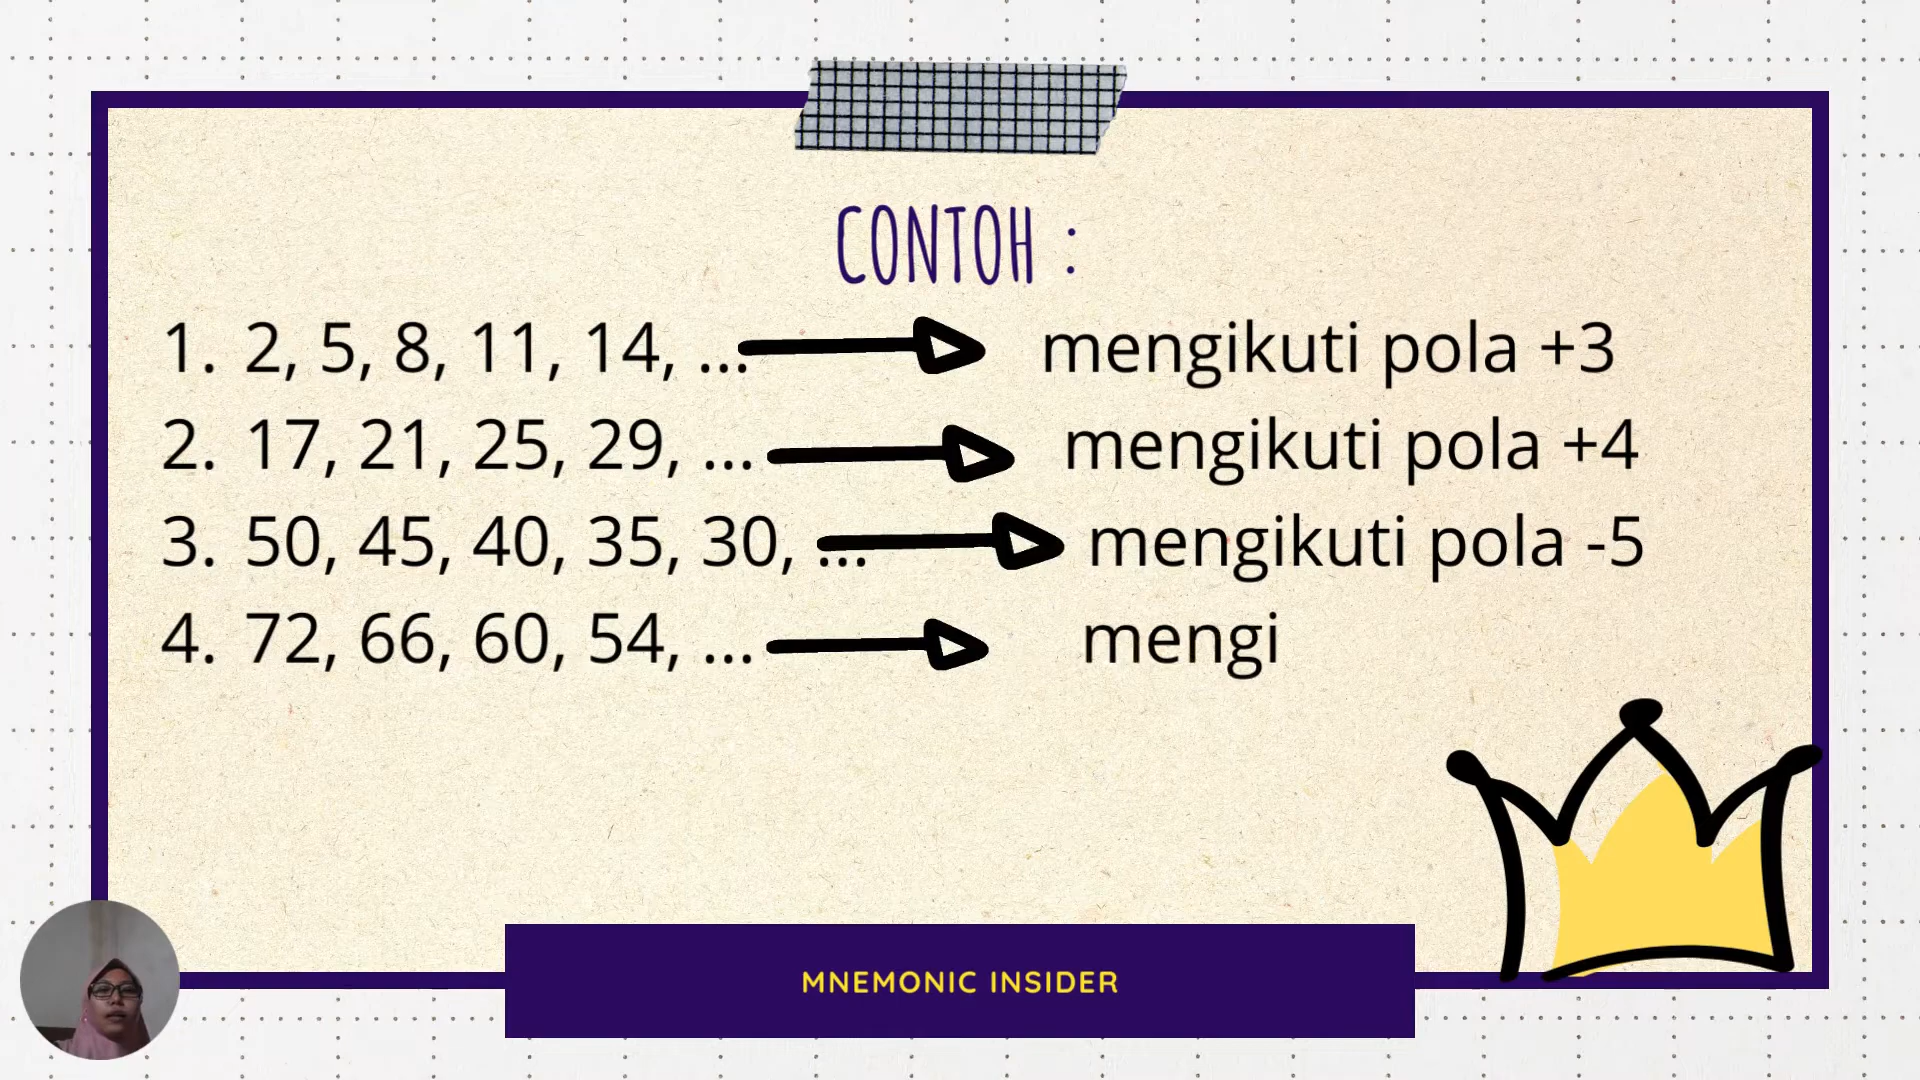 CONTOH :
1. 2, 5, 8, 11, 14, ... mengikuti pola +3
2. 17, 21, 25, 29, ... mengikuti pola +4
3. 50, 45, 40, 35, 30, ... mengikuti pola -5
4. 72, 66, 60, 54, ... mengi
MNEMONIC INSIDER